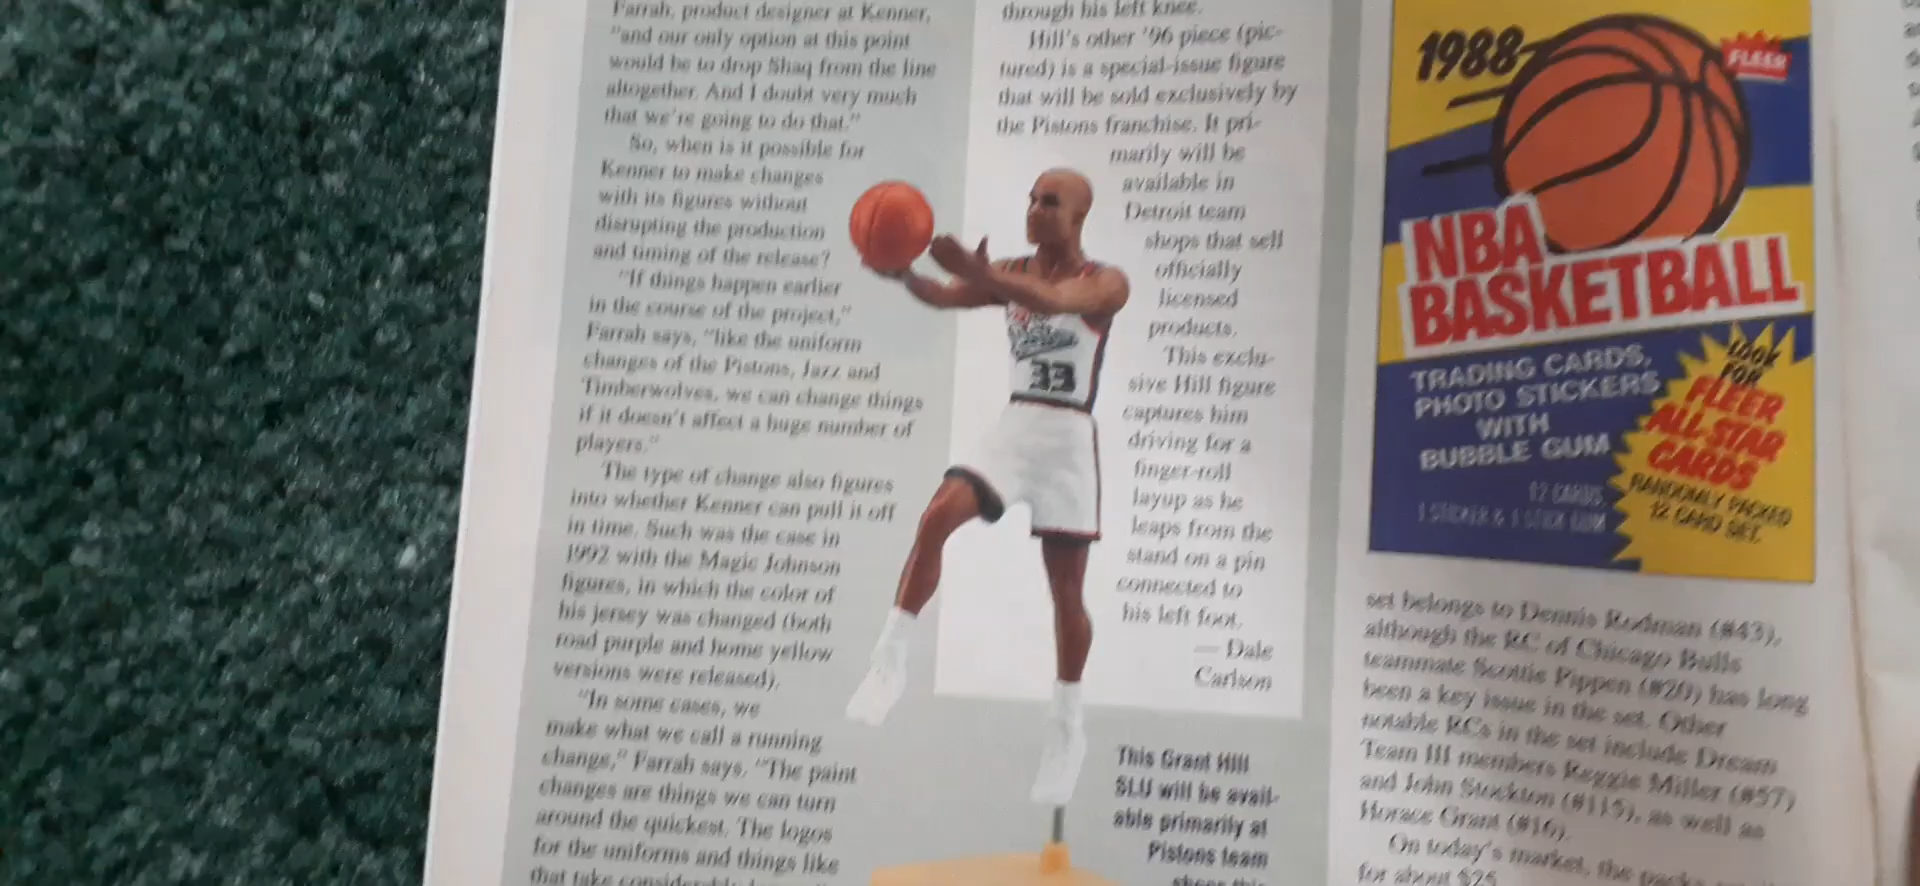 Farrah, product designer at Kenner,
"and our only option at this point
would be to drop Shaq from the line
altogether. And I doubt very much
that we're going to do that."
So, when is it possible for
Kenner to make changes
with its figures without
disrupting the production
and timing of the release?
"If things happen earlier
in the course of the project,"
Farrah says, "like the uniform
changes of the Pistons, Jazz and
Timberwolves, we can change things
if it doesn't affect a huge number of
players."
The type of change also figures
into whether Kenner can pull it off
in time. Such was the case in
1992 with the Magic Johnson
figures, in which the color of
his jersey was changed (both
road purple and home yellow
versions were released).
"In some cases, we
make what we call a running
change," Farrah says. "The paint
changes are things we can turn
around the quickest. The logos
for the uniforms and things like
that take
through his left knee.
Hill's other '96 piece (pic-
tured) is a special-issue figure
that will be sold exclusively by
the Pistons franchise. It pri-
marily will be
available in
Detroit team
shops that sell
officially
licensed
products.
This exclu-
sive Hill figure
captures him
driving for a
finger-roll
layup as he
leaps from the
stand on a pin
connected to
his left foot.
— Dale
Carlson
Pistons
33
This Grant Hill
SLU will be avail-
able primarily at
Pistons team
1988
FLEER
NBA
BASKETBALL
TRADING CARDS,
PHOTO STICKERS
WITH
BUBBLE GUM
12 CARDS,
1 STICKER & 1 STICK GUM
LOOK
FOR
FLEER
ALL STAR
CARDS
RANDOMLY PACKED
12 CARD SET.
set belongs to Dennis Rodman (#43),
although the RC of Chicago Bulls
teammate Scottie Pippen (#20) has long
been a key issue in the set. Other
notable RCs in the set include Dream
Team III members Reggie Miller (#57)
and John Stockton (#115), as well as
Horace Grant (#16).
On today's market, the packs
for about $25